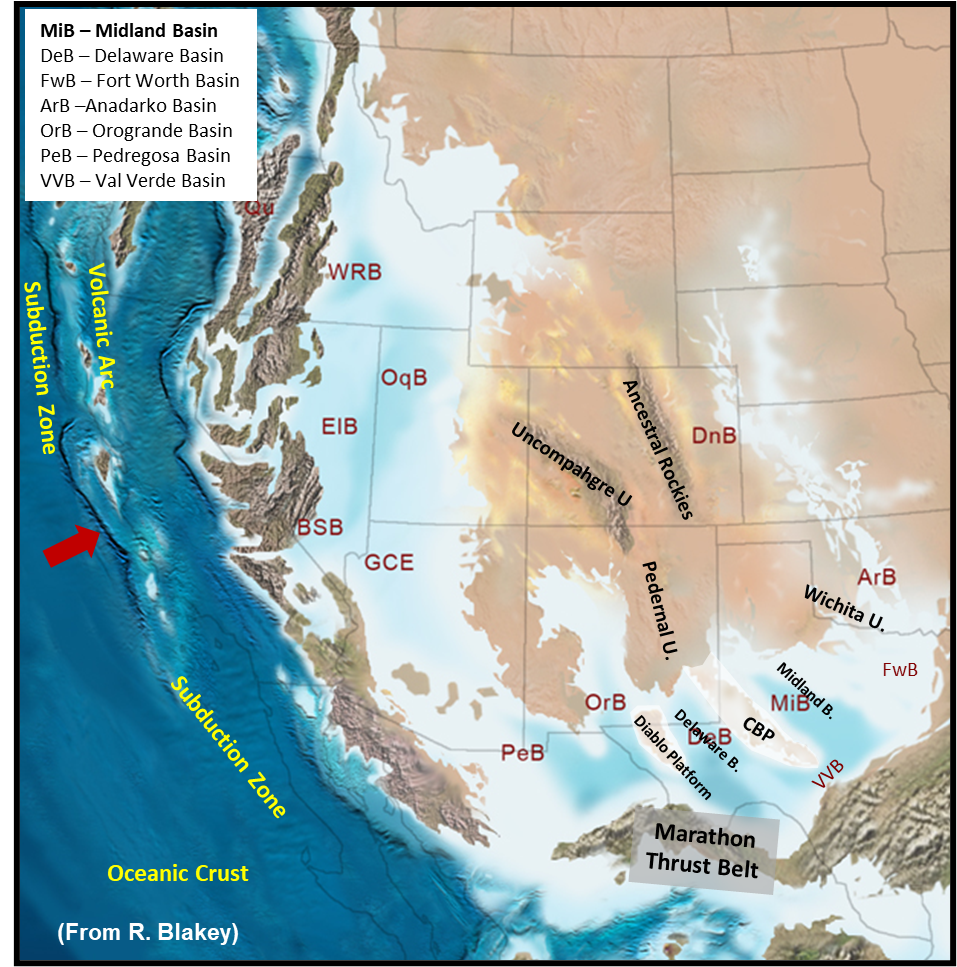 MiB – Midland Basin
DeB – Delaware Basin
FwB – Fort Worth Basin
ArB –Anadarko Basin
OrB – Orogrande Basin
PeB – Pedregosa Basin
VVB – Val Verde Basin
Qu
WRB
Volcanic Arc
Subduction Zone
OqB
EIB
Ancestral Rockies
Uncompahgre U
DnB
BSB
GCE
Pedernal U.
ArB
Wichita U.
FwB
Midland B.
MiB
OrB
CBP
Delaware B.
DeB
Diablo Platform
PeB
VVB
Subduction Zone
Marathon
Thrust Belt
Oceanic Crust
(From R. Blakey)